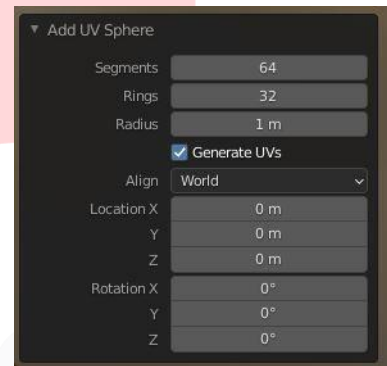 Add UV Sphere
Segments 64
Rings 32
Radius 1 m
Generate UVs
Align World
Location X 0 m
Y 0 m
Z 0 m
Rotation X 0°
Y 0°
Z 0°